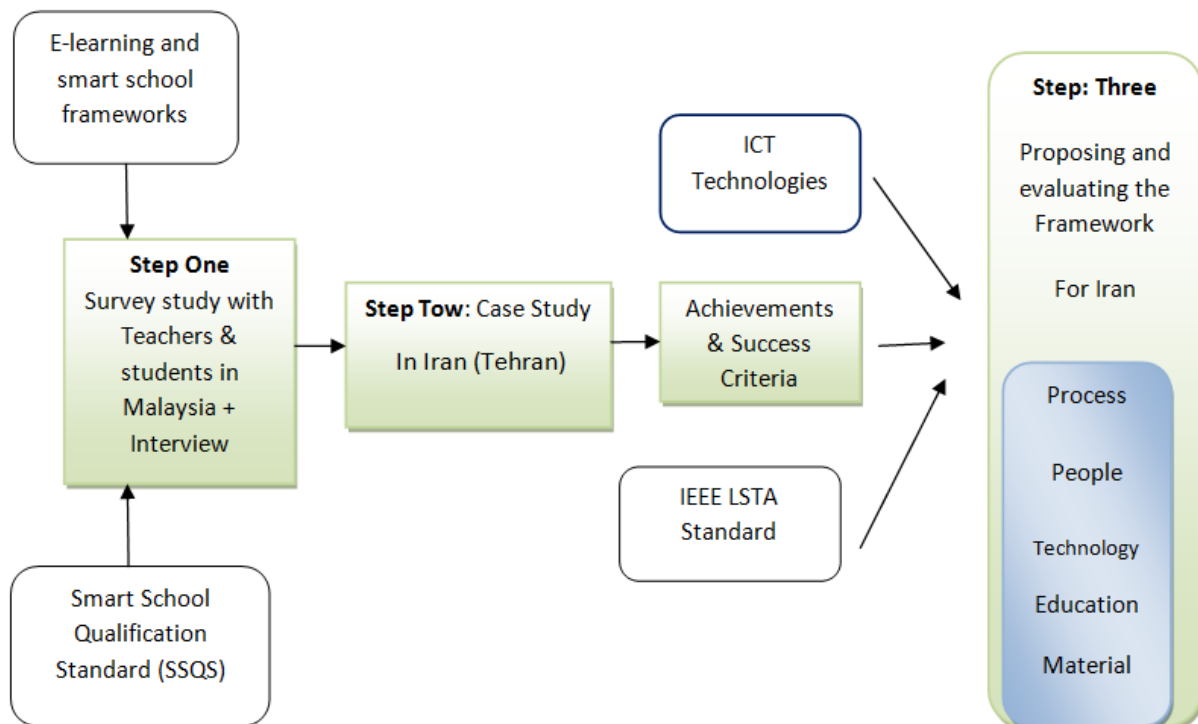 E-learning and
smart school
frameworks
Step One
Survey study with
Teachers &
students in
Malaysia +
Interview
Smart School
Qualification
Standard (SSQS)
Step Tow: Case Study
In Iran (Tehran)
ICT
Technologies
Achievements
& Success
Criteria
IEEE LSTA
Standard
Step: Three
Proposing and
evaluating the
Framework
For Iran
Process
People
Technology
Education
Material